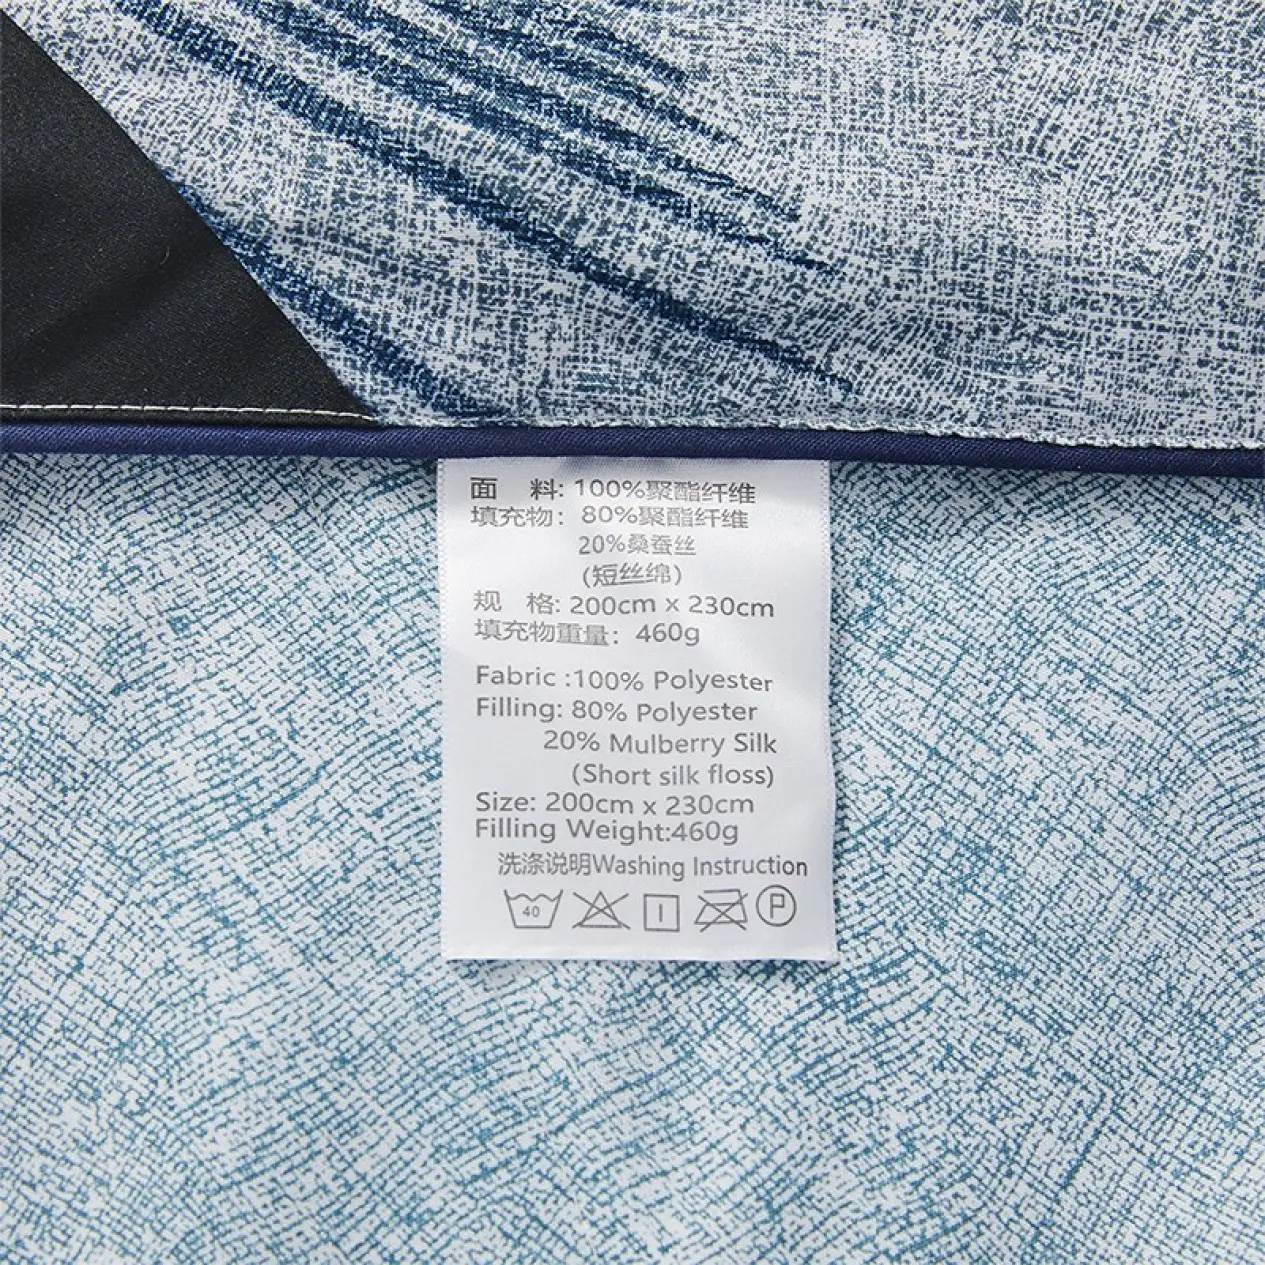 面 料: 100%聚酯纤维
填充物: 80%聚酯纤维
20%桑蚕丝
(短丝绵)
规 格: 200cm x 230cm
填充物重量: 460g
Fabric :100% Polyester
Filling: 80% Polyester
20% Mulberry Silk
(Short silk floss)
Size: 200cm x 230cm
Filling Weight:460g
洗涤说明Washing Instruction
40 P